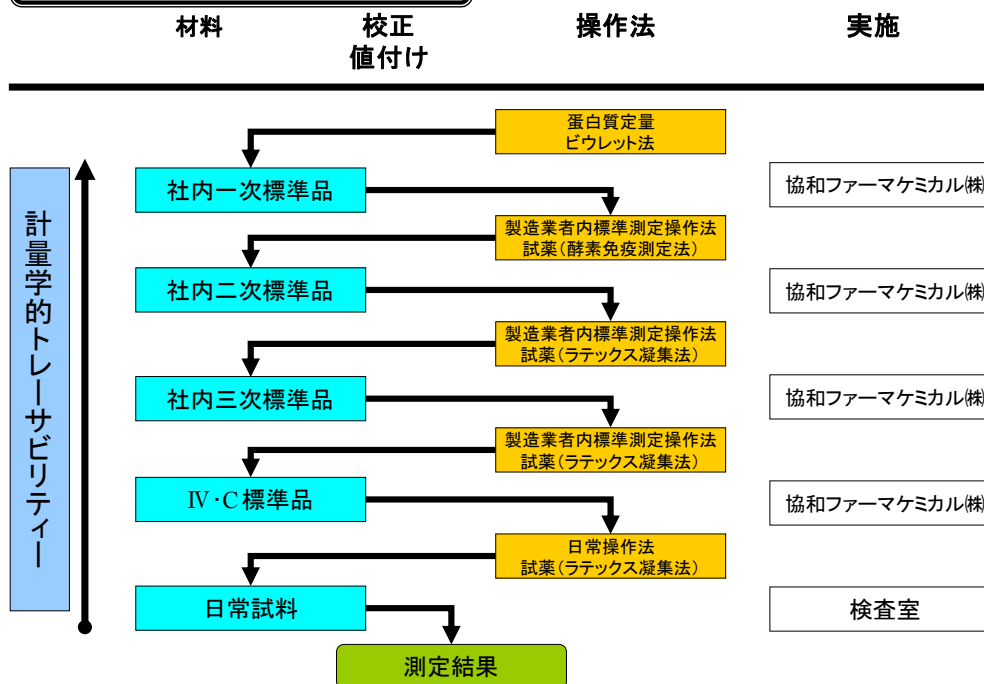 材料 校正 操作法 実施
値付け
蛋白質定量
ビウレット法
社内一次標準品
協和ファーマケミカル㈱
製造業者内標準測定操作法
試薬(酵素免疫測定法)
社内二次標準品
協和ファーマケミカル㈱
製造業者内標準測定操作法
試薬(ラテックス凝集法)
社内三次標準品
協和ファーマケミカル㈱
製造業者内標準測定操作法
試薬(ラテックス凝集法)
Ⅳ・C標準品
協和ファーマケミカル㈱
日常操作法
試薬(ラテックス凝集法)
日常試料
検査室
測定結果
計量学的トレーサビリティー